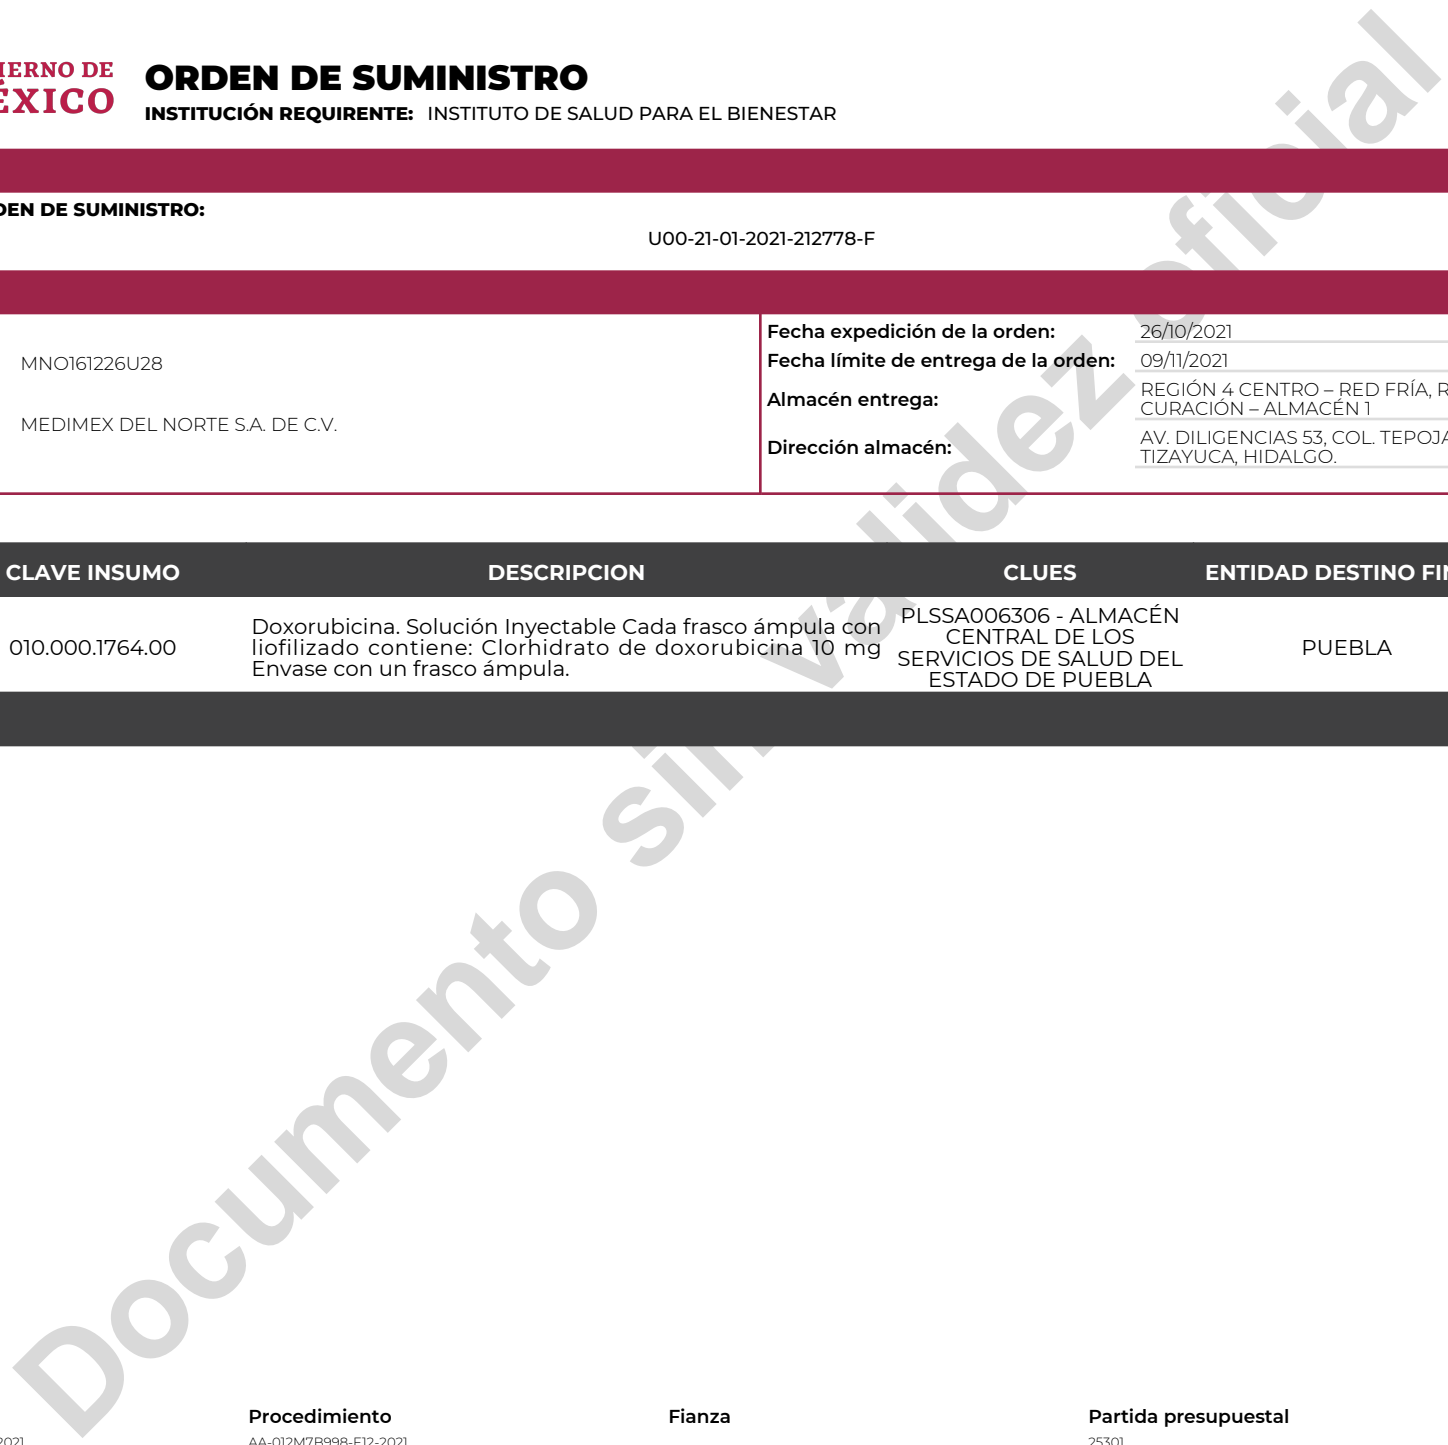 ORDEN DE SUMINISTRO
INSTITUCIÓN REQUIRENTE: INSTITUTO DE SALUD PARA EL BIENESTAR
DE
DE SUMINISTRO:
U00-21-01-2021-212778-F
MNO161226U28
MEDIMEX DEL NORTE S.A. DE C.V.
Fecha expedición de la orden: 26/10/2021
Fecha límite de entrega de la orden: 09/11/2021
Almacén entrega: REGIÓN 4 CENTRO – RED FRÍA,
CURACIÓN – ALMACÉN 1
Dirección almacén: AV. DILIGENCIAS 53, COL.
TIZAYUCA, HIDALGO.
CLAVE INSUMO DESCRIPCION CLUES ENTIDAD DESTINO
010.000.1764.00
Doxorubicina. Solución Inyectable Cada frasco ámpula con
liofilizado contiene: Clorhidrato de doxorubicina 10 mg
Envase con un frasco ámpula.
PLSSA006306 - ALMACÉN
CENTRAL DE LOS
SERVICIOS DE SALUD DEL
ESTADO DE PUEBLA
PUEBLA
Documento sin validez oficial
Procedimiento Fianza Partida presupuestal
AA-012M7B998-E12-2021 25301